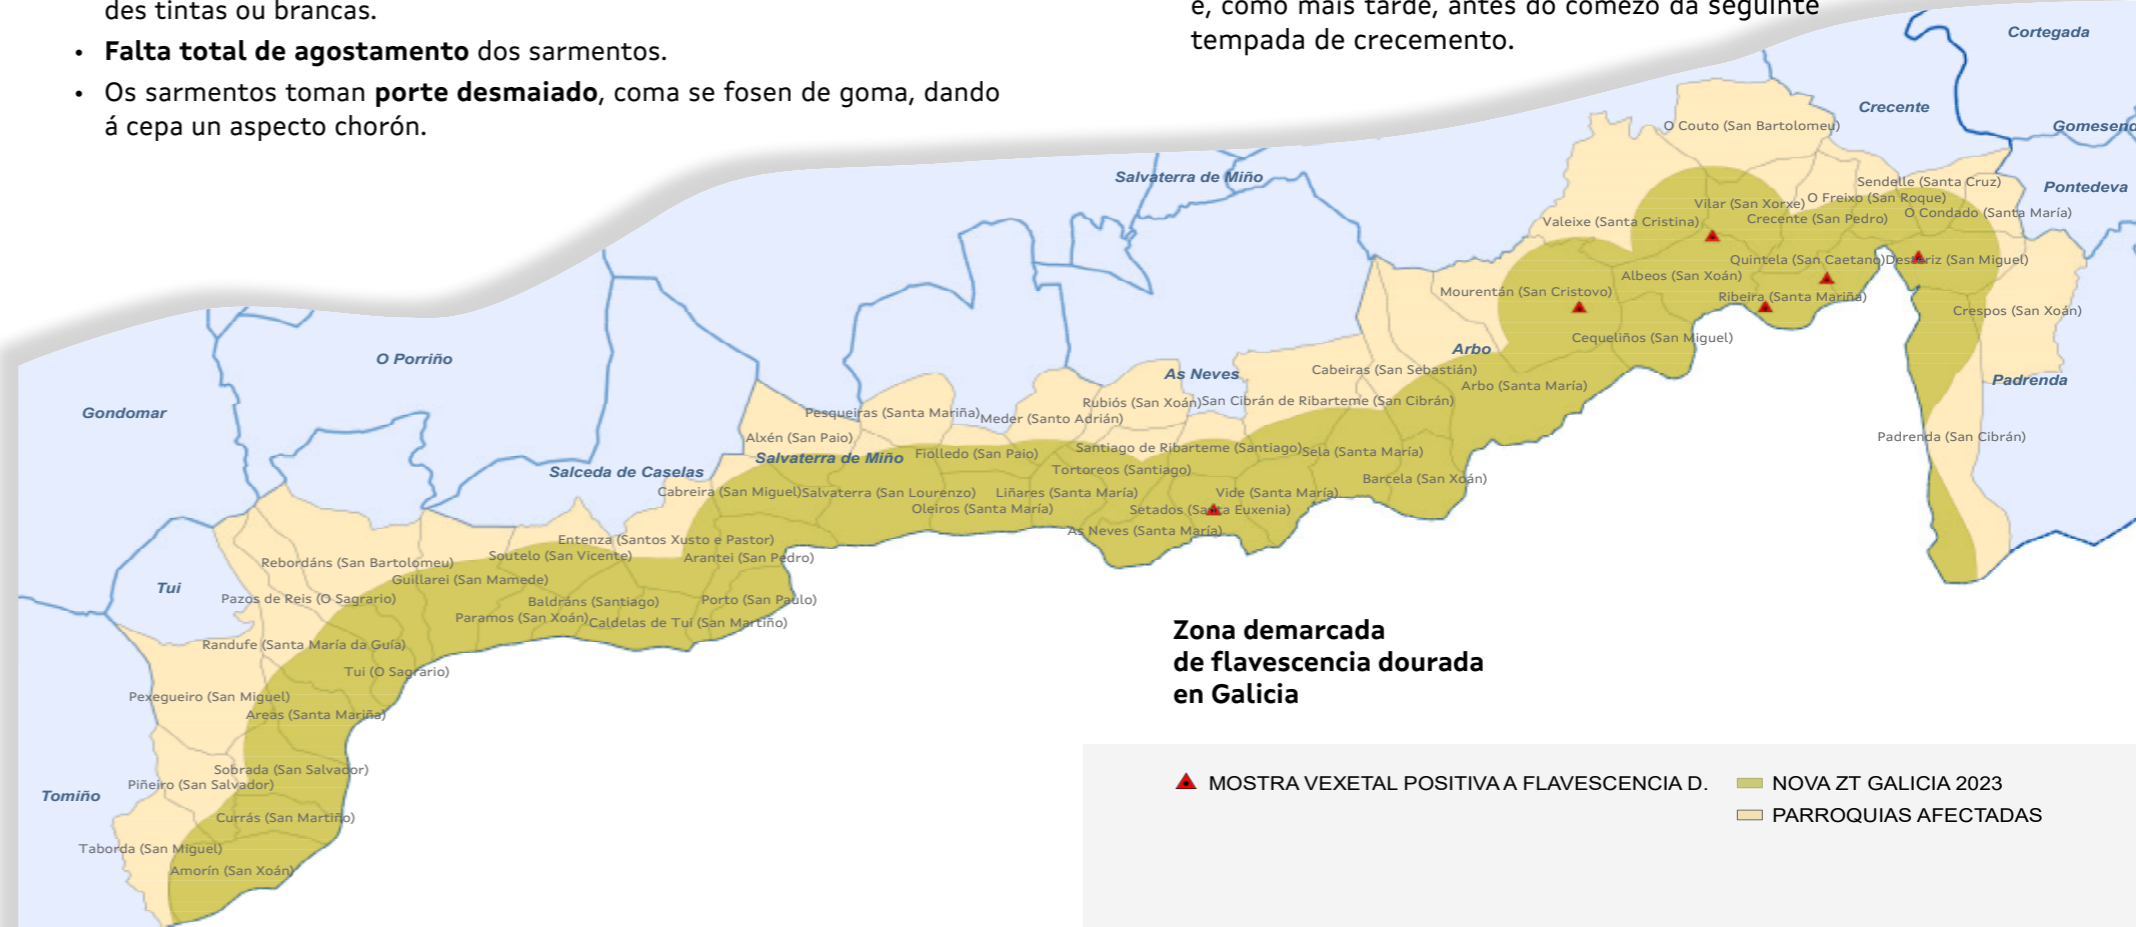 des tintas ou brancas.
• Falta total de agostamento dos sarmentos.
• Os sarmentos toman porte desmaiado, coma se fosen de goma, dando
á cepa un aspecto chorón.
e, como mais tarde, antes do comezo da seguinte
tempada de crecemento.
Cortegada
Crecente
Gomesend
O Couto (San Bartolomeu)
Salvaterra de Miño
Sendelle (Santa Cruz)
Pontedeva
O Freixo (San Roque)
Vilar (San Xorxe)
O Condado (Santa María)
Crecente (San Pedro)
Valeixe (Santa Cristina)
Quintela (San Caetano)
Desteriz (San Miguel)
Albeos (San Xoán)
Mourentán (San Cristovo)
Ribeira (Santa Mariña)
Crespos (San Xoán)
Cequeliños (San Miguel)
Arbo
O Porriño
Cabeiras (San Sebastián)
As Neves
Padrenda
Arbo (Santa María)
Rubiós (San Xoán)
San Cibrán de Ribarteme (San Cibrán)
Gondomar
Pesqueiras (Santa Mariña)
Meder (Santo Adrián)
Alxén (San Paio)
Padrenda (San Cibrán)
Santiago de Ribarteme (Santiago)
Sela (Santa María)
Fiolledo (San Paio)
Salvaterra de Miño
Salceda de Caselas
Tortoreos (Santiago)
Barcela (San Xoán)
Cabreira (San Miguel)
Salvaterra (San Lourenzo)
Liñares (Santa María)
Vide (Santa María)
Oleiros (Santa María)
Setados (Santa Euxenia)
As Neves (Santa María)
Entenza (Santos Xusto e Pastor)
Soutelo (San Vicente)
Arantei (San Pedro)
Rebordáns (San Bartolomeu)
Guillarei (San Mamede)
Tui
Pazos de Reis (O Sagrario)
Baldráns (Santiago)
Porto (San Paulo)
Paramos (San Xoán)
Caldelas de Tui (San Martiño)
Randufe (Santa María da Guía)
Tui (O Sagrario)
Pexegueiro (San Miguel)
Areas (Santa Mariña)
Sobrada (San Salvador)
Piñeiro (San Salvador)
Tomiño
Currás (San Martiño)
Taborda (San Miguel)
Amorín (San Xoán)
Zona demarcada
de flavescencia dourada
en Galicia
MOSTRA VEXETAL POSITIVA A FLAVESCENCIA D.
NOVA ZT GALICIA 2023
PARROQUIAS AFECTADAS